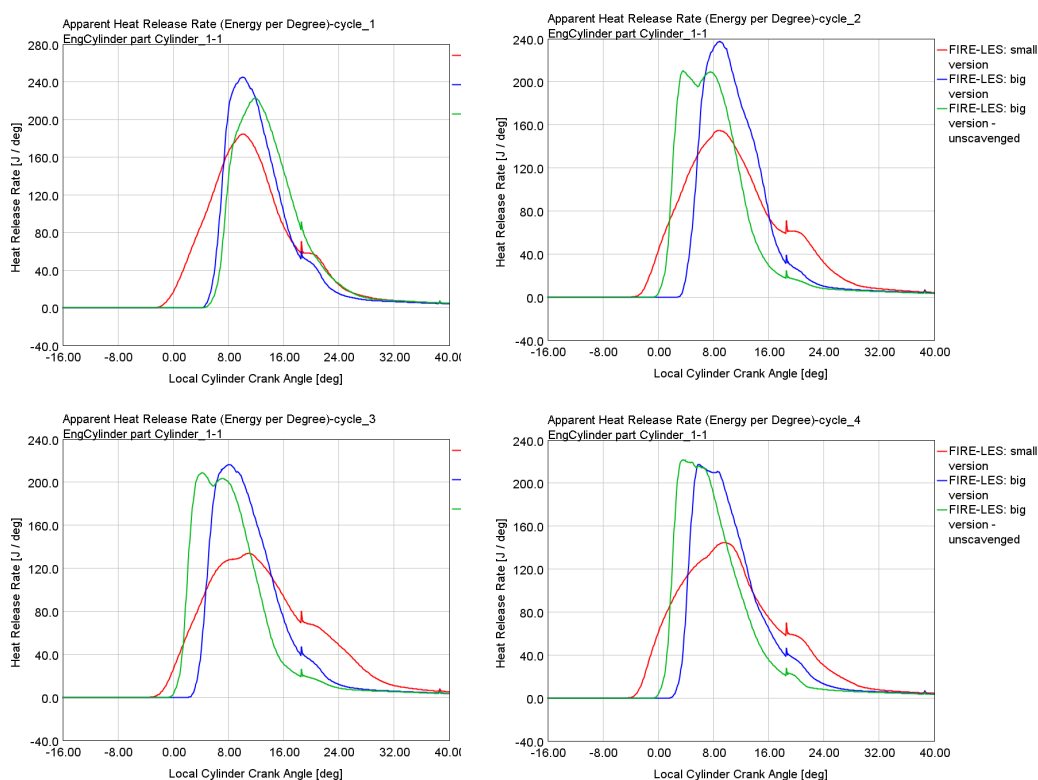 Apparent Heat Release Rate (Energy per Degree)-cycle_1
EngCylinder part Cylinder_1-1
280.0
240.0
200.0
160.0
120.0
80.0
40.0
0.0
-40.0
-16.00 -8.00 0.00 8.00 16.00 24.00 32.00 40.00
Heat Release Rate [J / deg]
Local Cylinder Crank Angle [deg]
Apparent Heat Release Rate (Energy per Degree)-cycle_2
EngCylinder part Cylinder_1-1
240.0
200.0
160.0
120.0
80.0
40.0
0.0
-40.0
-16.00 -8.00 0.00 8.00 16.00 24.00 32.00 40.00
Heat Release Rate [J / deg]
Local Cylinder Crank Angle [deg]
FIRE-LES: small
version
FIRE-LES: big
version
FIRE-LES: big
version -
unscavenged
Apparent Heat Release Rate (Energy per Degree)-cycle_3
EngCylinder part Cylinder_1-1
240.0
200.0
160.0
120.0
80.0
40.0
0.0
-40.0
-16.00 -8.00 0.00 8.00 16.00 24.00 32.00 40.00
Heat Release Rate [J / deg]
Local Cylinder Crank Angle [deg]
Apparent Heat Release Rate (Energy per Degree)-cycle_4
EngCylinder part Cylinder_1-1
240.0
200.0
160.0
120.0
80.0
40.0
0.0
-40.0
-16.00 -8.00 0.00 8.00 16.00 24.00 32.00 40.00
Heat Release Rate [J / deg]
Local Cylinder Crank Angle [deg]
FIRE-LES: small
version
FIRE-LES: big
version
FIRE-LES: big
version -
unscavenged